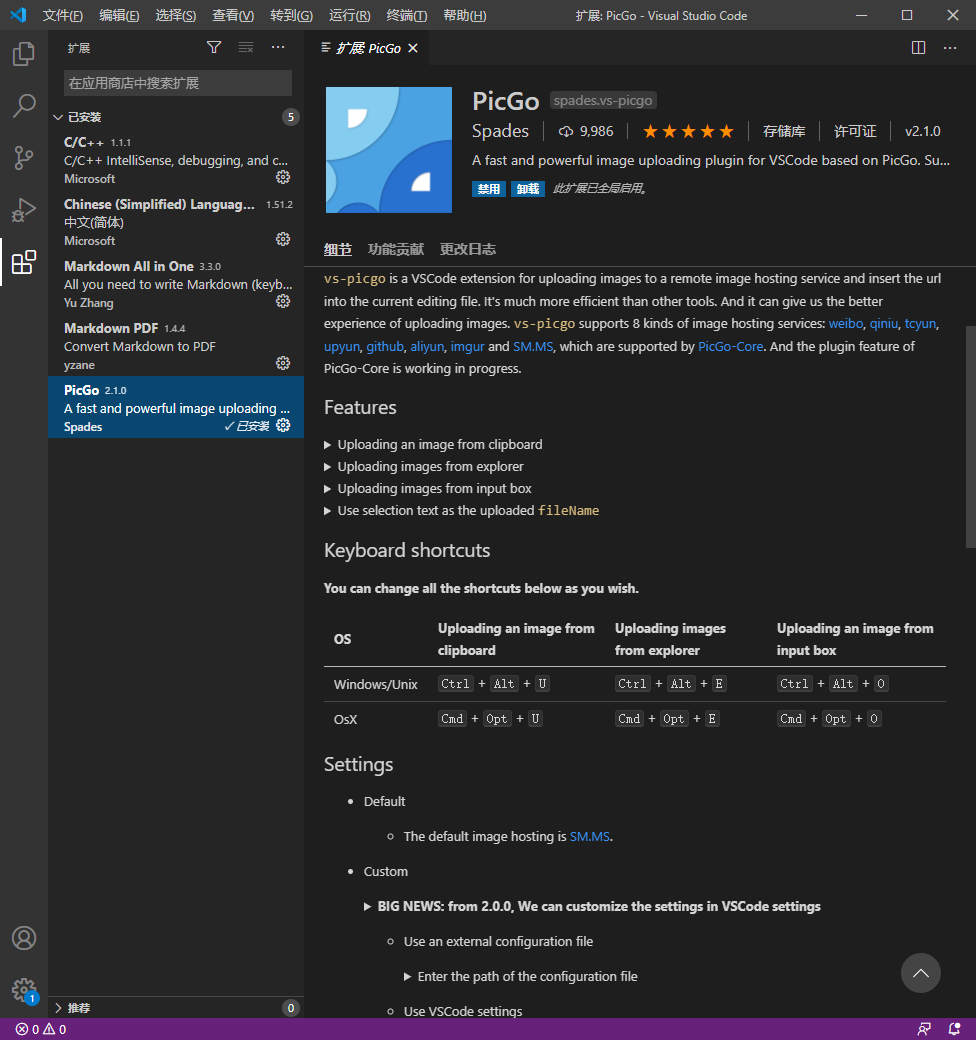 文件(F) 编辑(E) 选择(S) 查看(V) 转到(G) 运行(R) 终端(T) 帮助(H) 扩展: PicGo - Visual Studio Code
扩展
在应用商店中搜索扩展
已安装 5
C/C++ 1.1.1
C/C++ IntelliSense, debugging, and c...
Microsoft
Chinese (Simplified) Languag... 1.51.2
中文(简体)
Microsoft
Markdown All in One 3.3.0
All you need to write Markdown (keyb...
Yu Zhang
Markdown PDF 1.4.4
Convert Markdown to PDF
yzane
PicGo 2.1.0
A fast and powerful image uploading ...
Spades ✓已安装
推荐 0
扩展 PicGo
PicGo spades.vs-picgo
Spades 9,986 ★★★★★ 存储库 许可证 v2.1.0
A fast and powerful image uploading plugin for VSCode based on PicGo. Su...
禁用 卸载 此扩展已全局启用。
细节 功能贡献 更改日志
vs-picgo is a VSCode extension for uploading images to a remote image hosting service and insert the url
into the current editing file. It's much more efficient than other tools. And it can give us the better
experience of uploading images. vs-picgo supports 8 kinds of image hosting services: weibo, qiniu, tcyun,
upyun, github, aliyun, imgur and SM.MS, which are supported by PicGo-Core. And the plugin feature of
PicGo-Core is working in progress.
Features
Uploading an image from clipboard
Uploading images from explorer
Uploading images from input box
Use selection text as the uploaded fileName
Keyboard shortcuts
You can change all the shortcuts below as you wish.
OS Uploading an image from clipboard Uploading images from explorer Uploading an image from input box
Windows/Unix Ctrl + Alt + U Ctrl + Alt + E Ctrl + Alt + O
OsX Cmd + Opt + U Cmd + Opt + E Cmd + Opt + O
Settings
Default
The default image hosting is SM.MS.
Custom
BIG NEWS: from 2.0.0, We can customize the settings in VSCode settings
Use an external configuration file
Enter the path of the configuration file
Use VSCode settings
1
0 0